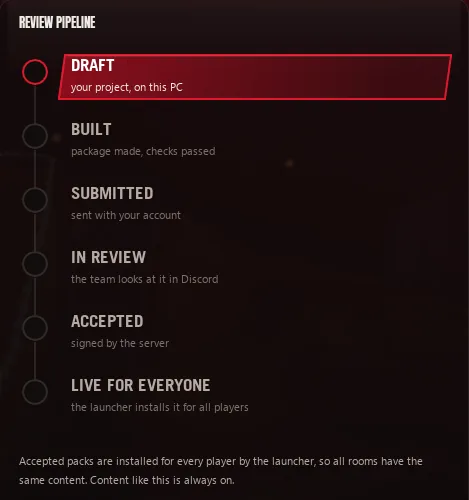 REVIEW PIPELINE
DRAFT
your project, on this PC
BUILT
package made, checks passed
SUBMITTED
sent with your account
IN REVIEW
the team looks at it in Discord
ACCEPTED
signed by the server
LIVE FOR EVERYONE
the launcher installs it for all players
Accepted packs are installed for every player by the launcher, so all rooms have the
same content. Content like this is always on.